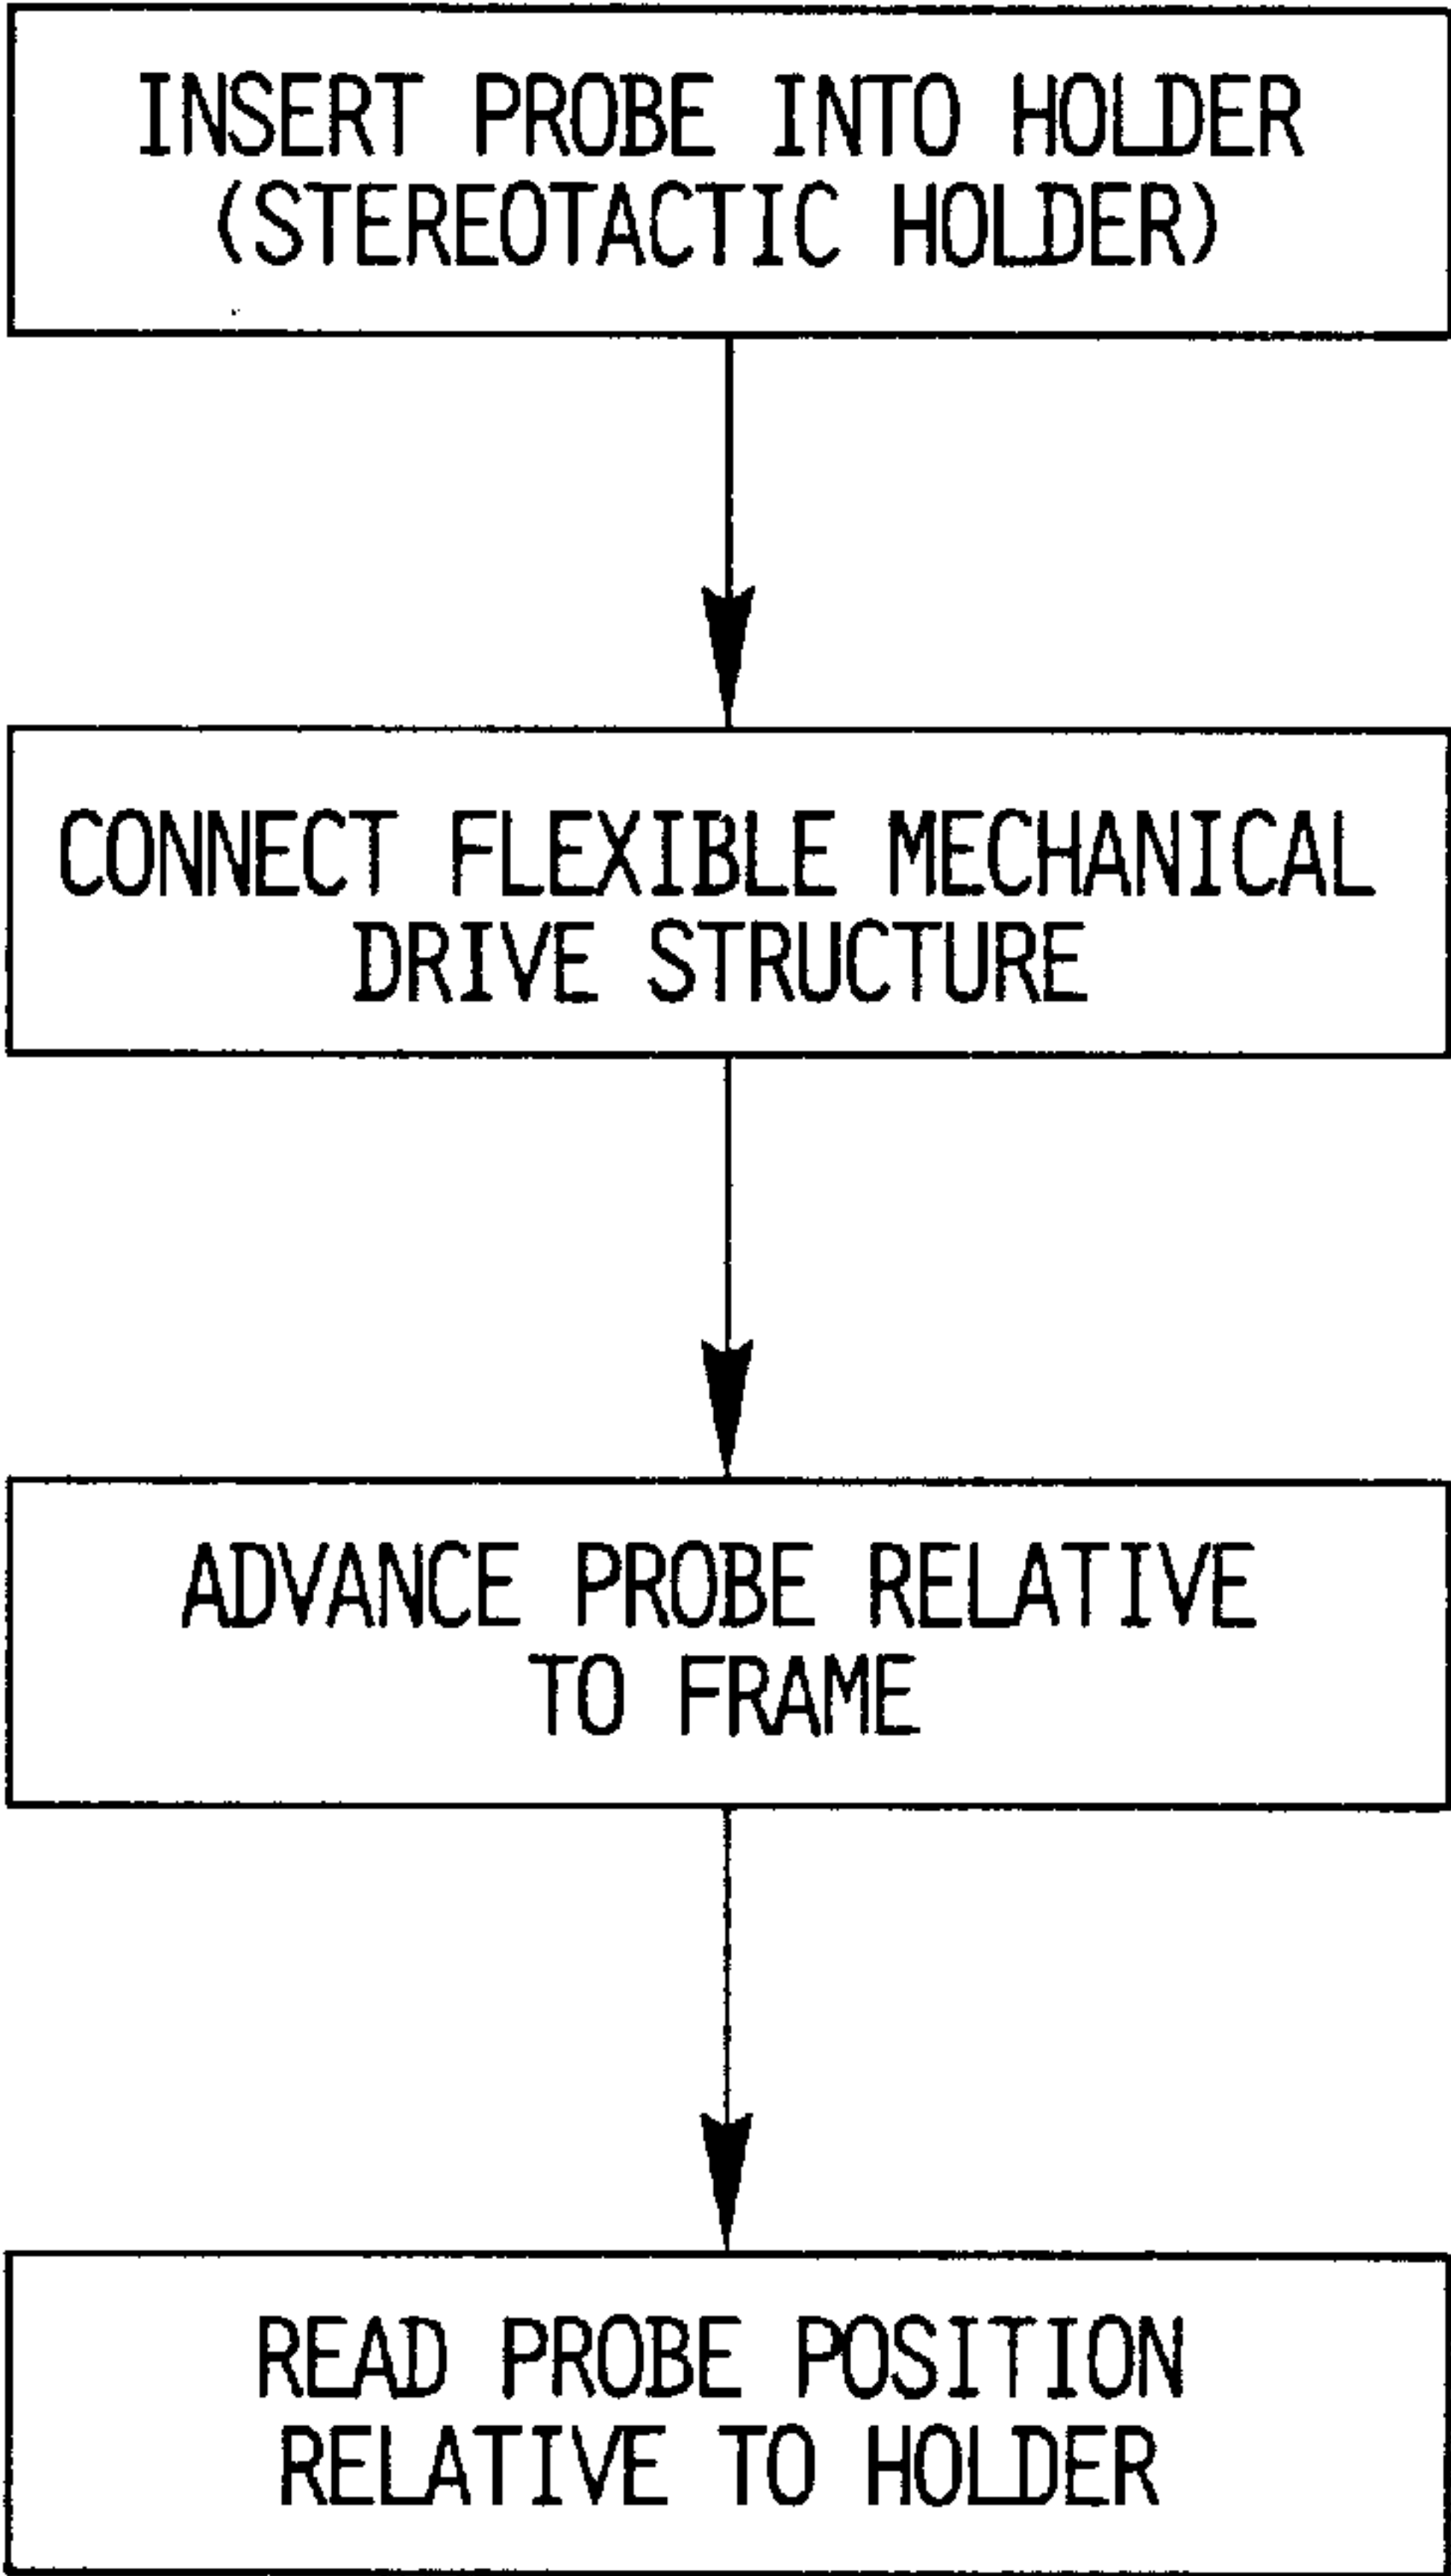 INSERT PROBE INTO HOLDER
(STEREOTACTIC HOLDER)
CONNECT FLEXIBLE MECHANICAL
DRIVE STRUCTURE
ADVANCE PROBE RELATIVE
TO FRAME
READ PROBE POSITION
RELATIVE TO HOLDER